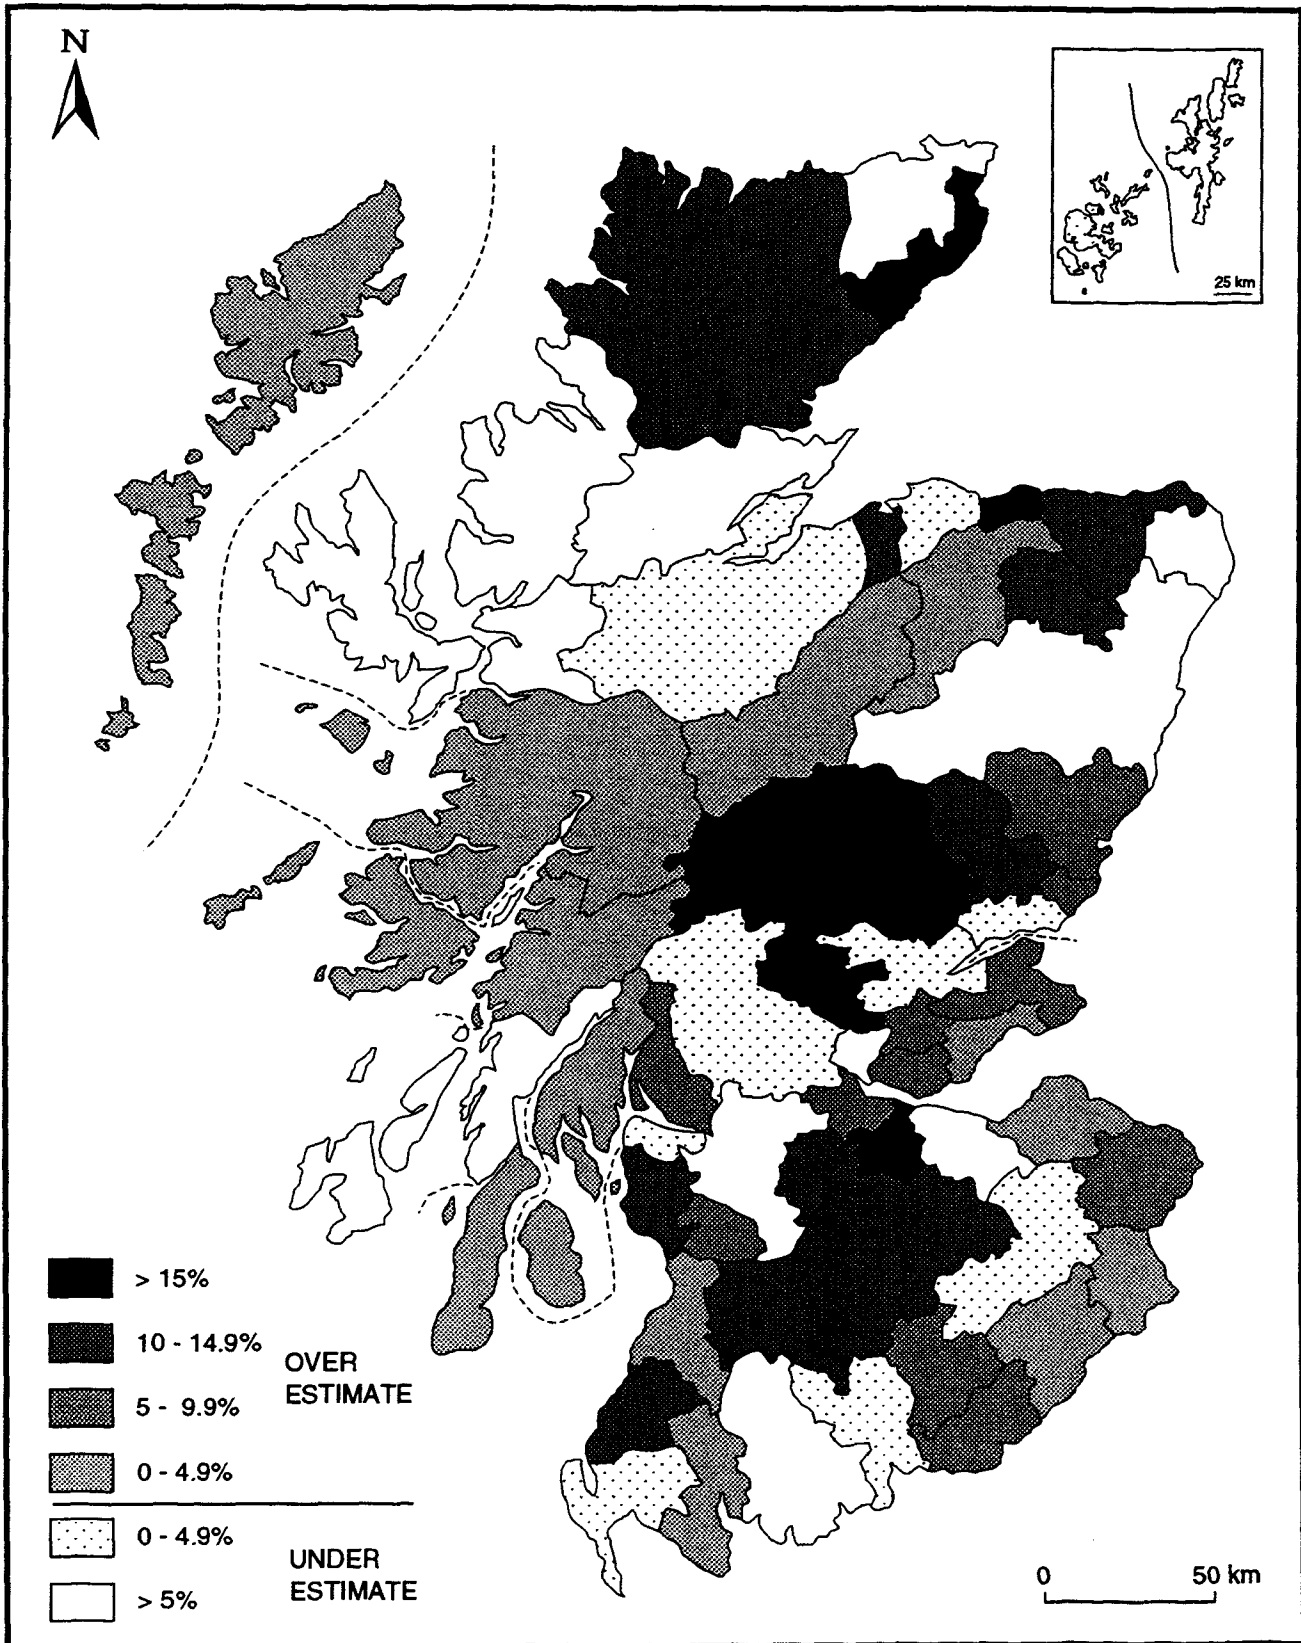 N
25 km
> 15%
10 - 14.9%
5 - 9.9%
0 - 4.9%
OVER
ESTIMATE
0 - 4.9%
> 5%
UNDER
ESTIMATE
0 50 km